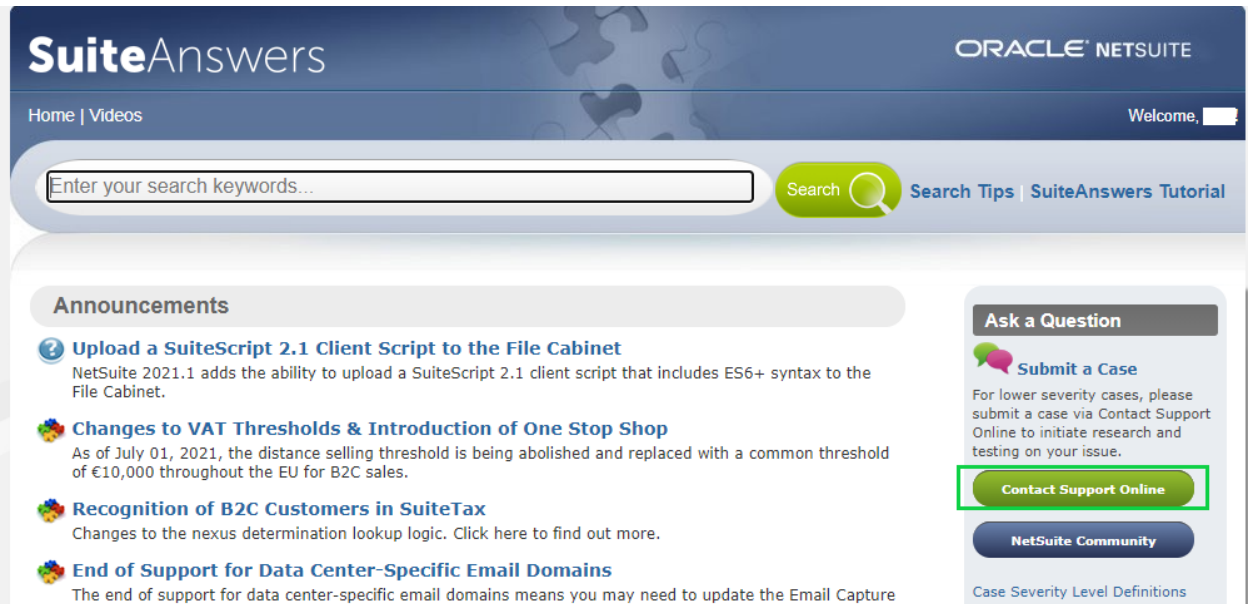 SuiteAnswers
ORACLE NETSUITE
Home | Videos
Welcome, !
Enter your search keywords...
Search
Search Tips | SuiteAnswers Tutorial
Announcements
Upload a SuiteScript 2.1 Client Script to the File Cabinet
NetSuite 2021.1 adds the ability to upload a SuiteScript 2.1 client script that includes ES6+ syntax to the
File Cabinet.
Changes to VAT Thresholds & Introduction of One Stop Shop
As of July 01, 2021, the distance selling threshold is being abolished and replaced with a common threshold
of €10,000 throughout the EU for B2C sales.
Recognition of B2C Customers in SuiteTax
Changes to the nexus determination lookup logic. Click here to find out more.
End of Support for Data Center-Specific Email Domains
The end of support for data center-specific email domains means you may need to update the Email Capture
Ask a Question
Submit a Case
For lower severity cases, please
submit a case via Contact Support
Online to initiate research and
testing on your issue.
Contact Support Online
NetSuite Community
Case Severity Level Definitions